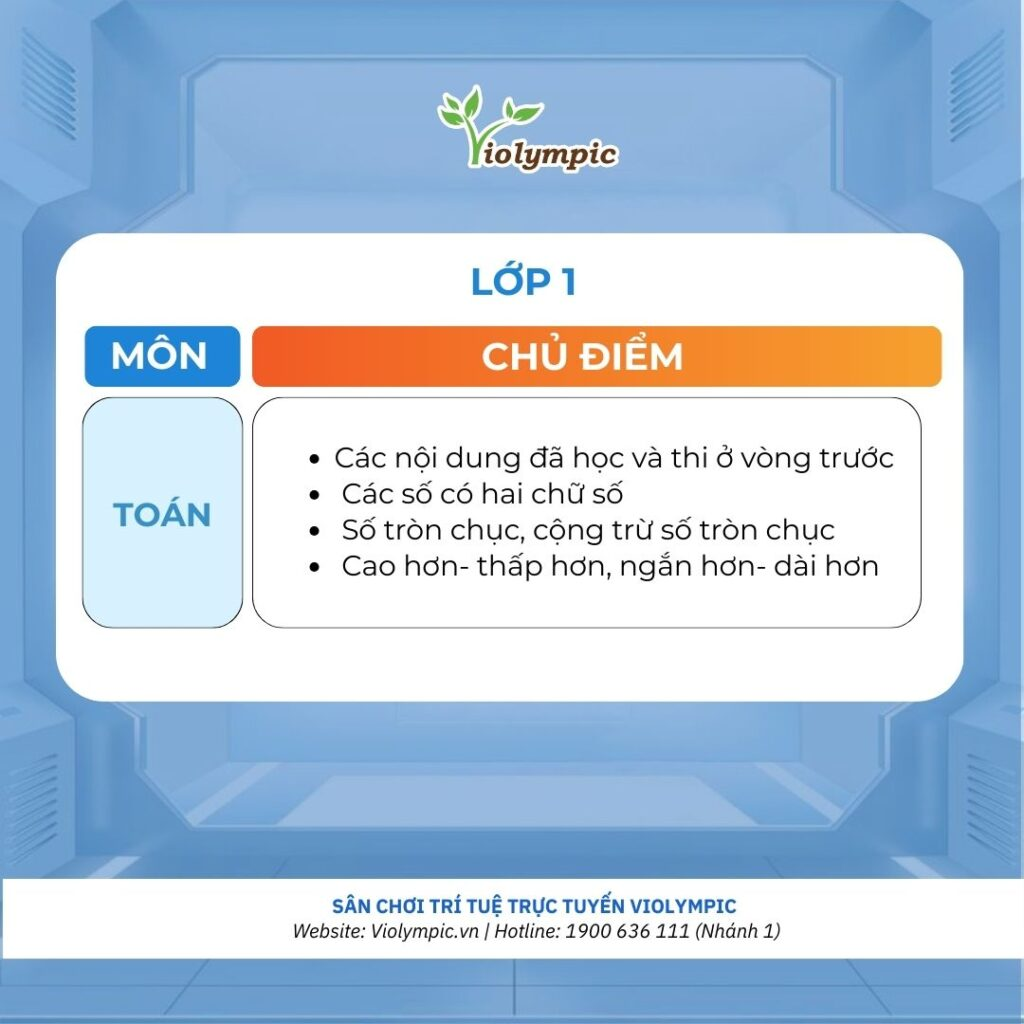 Violympic
LỚP 1
MÔN
CHỦ ĐIỂM
TOÁN
• Các nội dung đã học và thi ở vòng trước
• Các số có hai chữ số
• Số tròn chục, cộng trừ số tròn chục
• Cao hơn- thấp hơn, ngắn hơn- dài hơn
SÂN CHƠI TRÍ TUỆ TRỰC TUYẾN VIOLYMPIC
Website: Violympic.vn | Hotline: 1900 636 111 (Nhánh 1)